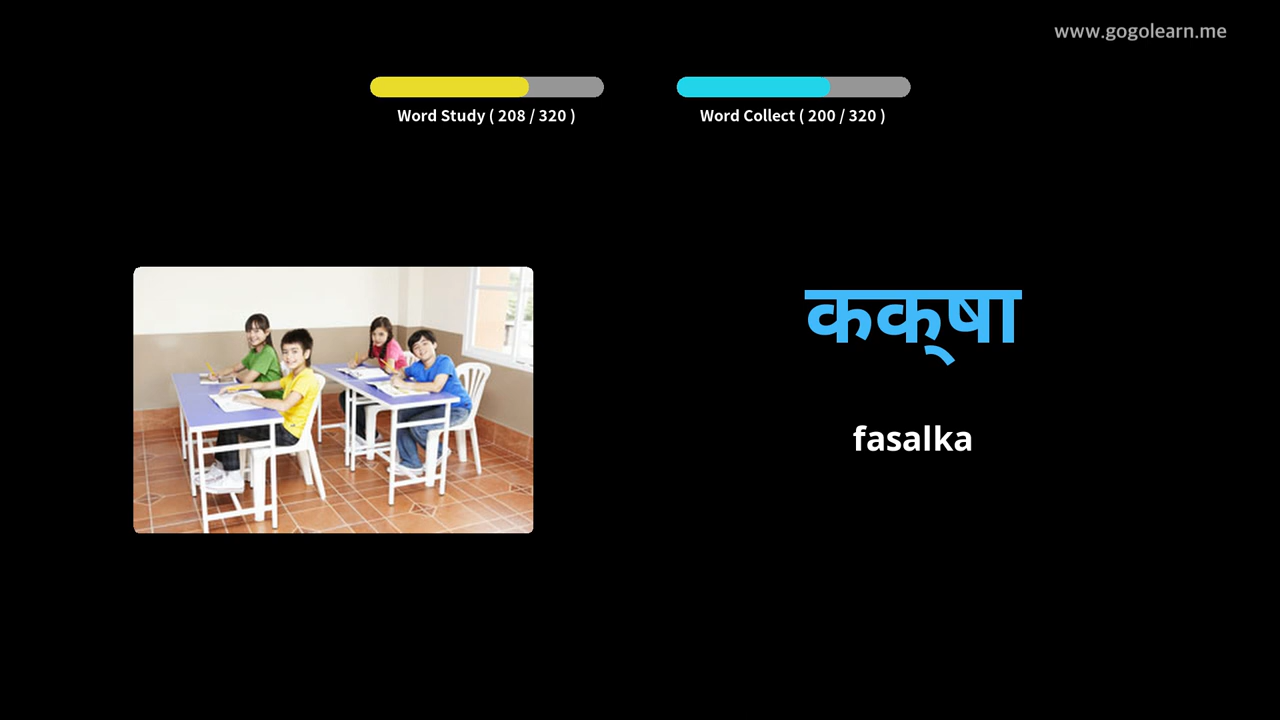 www.gogolearn.me
Word Study ( 208 / 320 )
Word Collect ( 200 / 320 )
कक्‌षा
fasalka